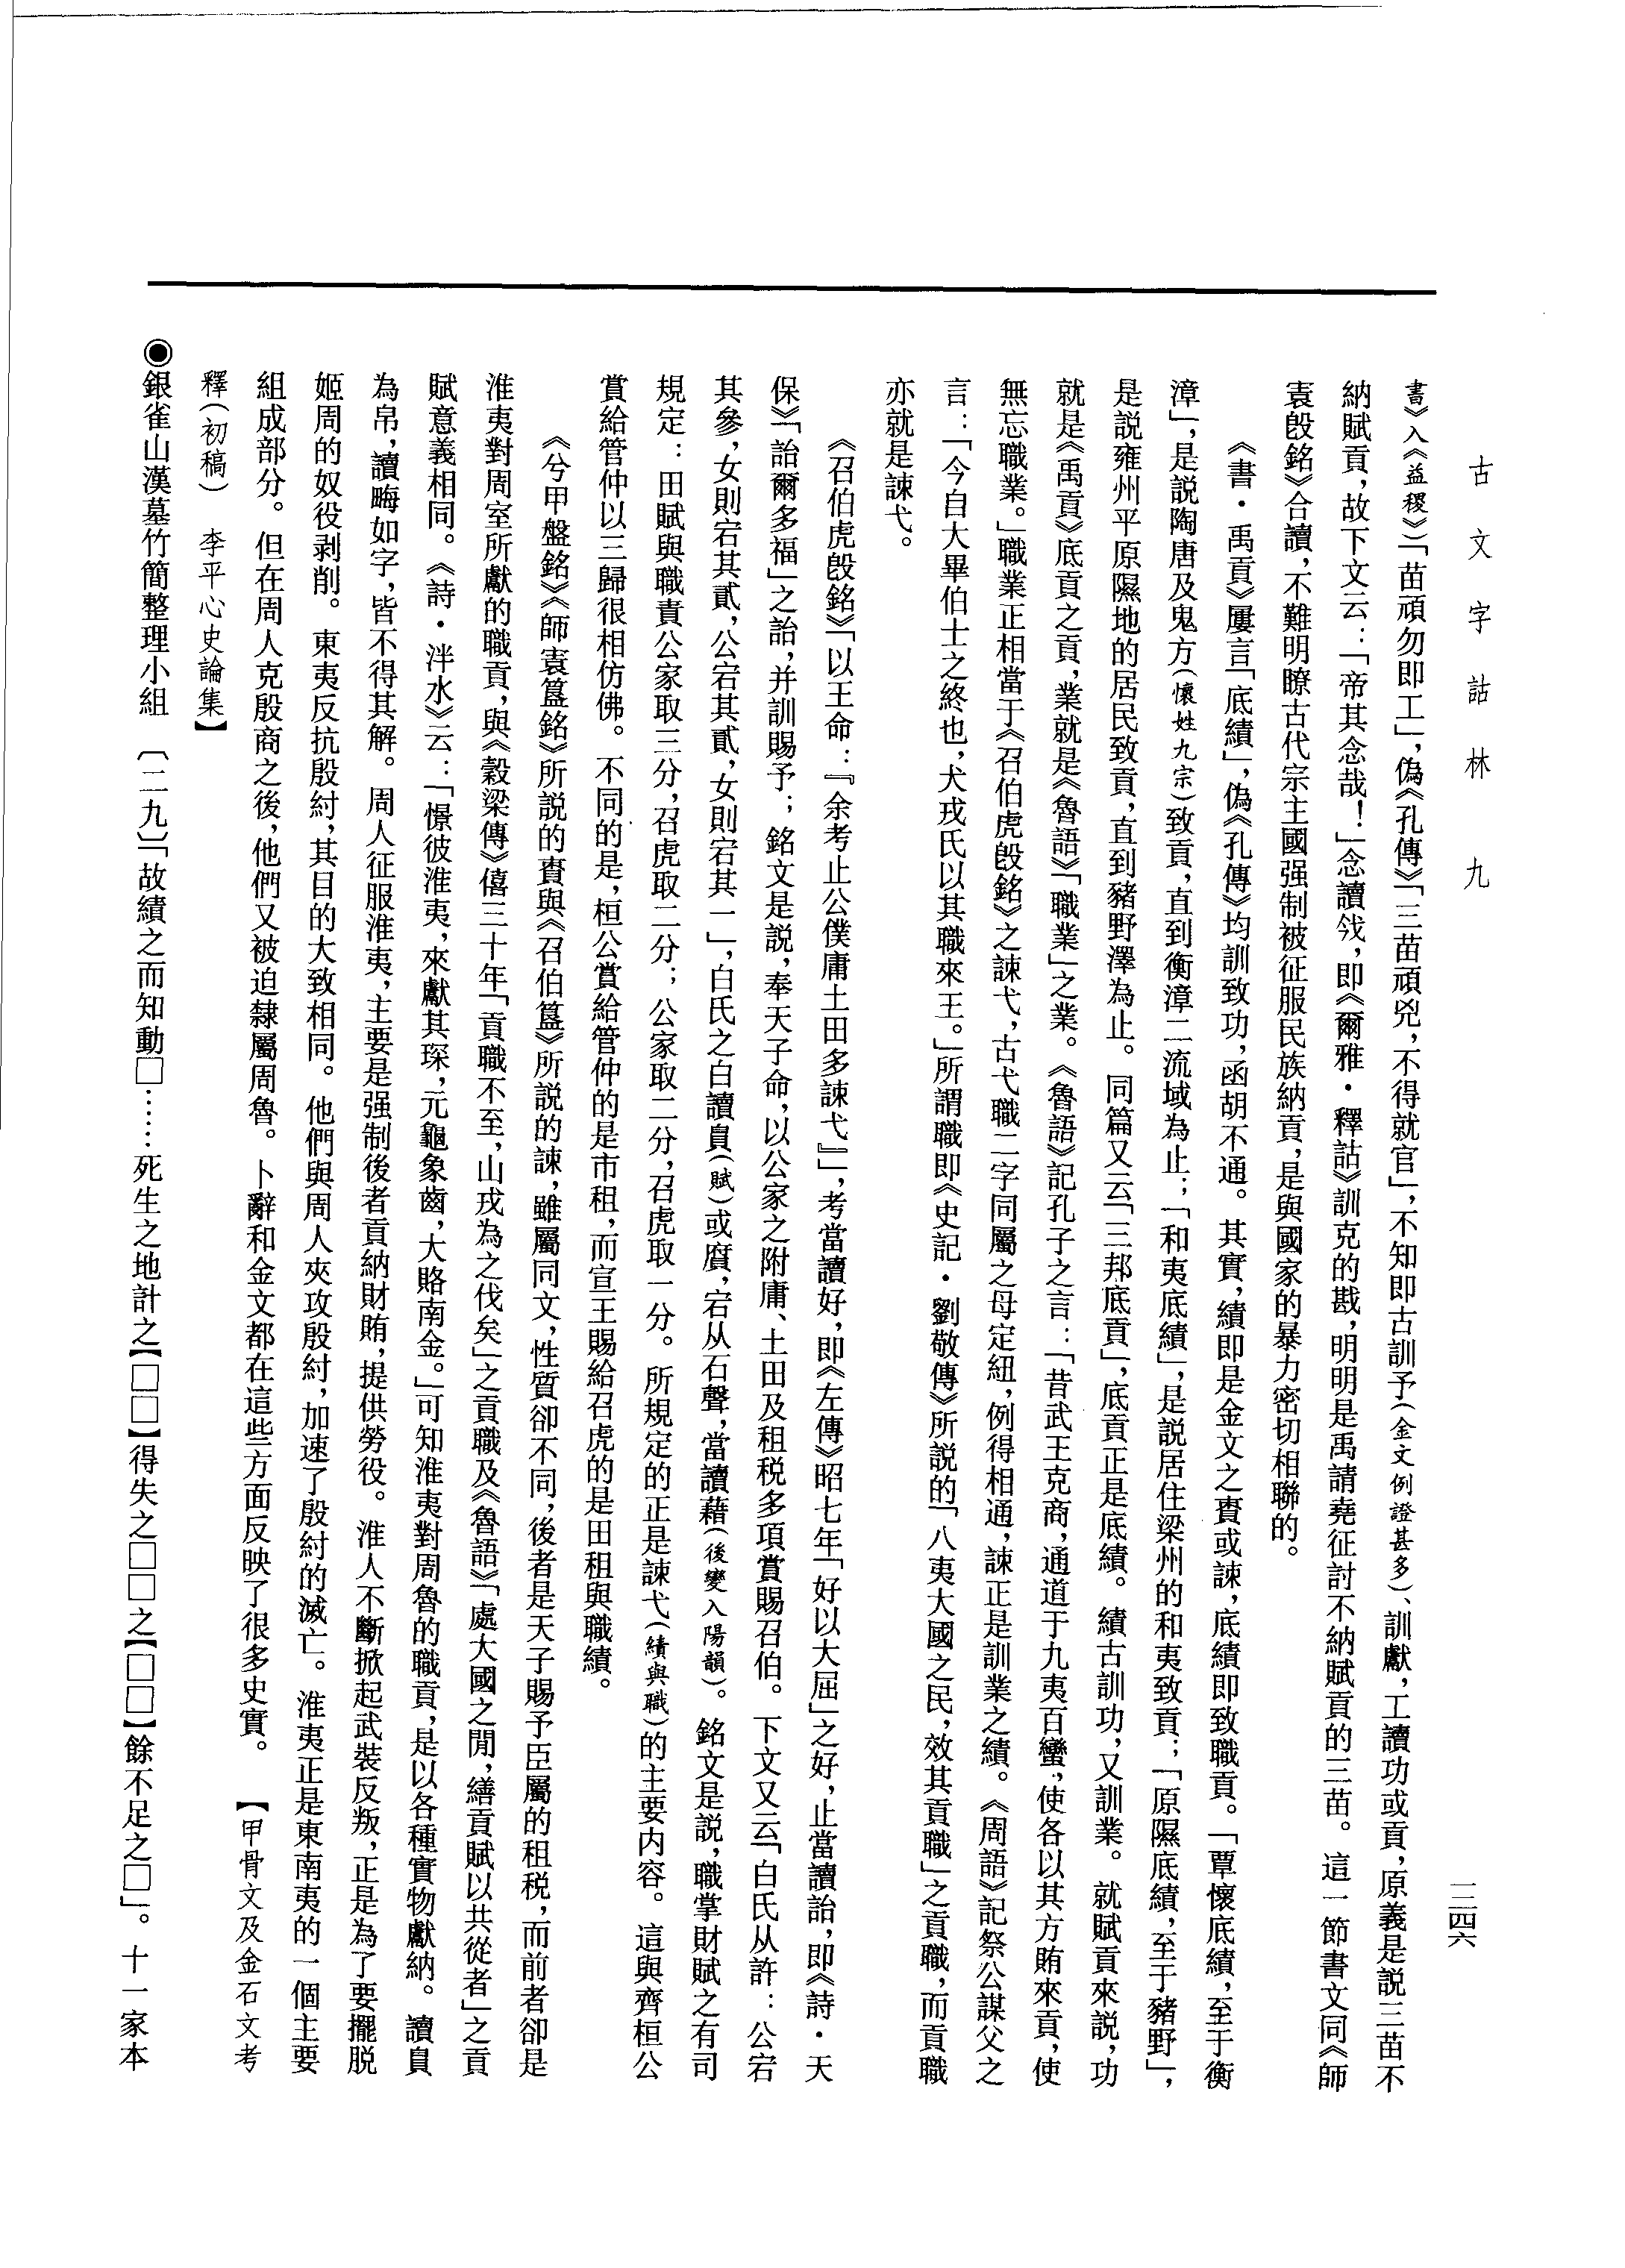 古文字詁林　九
一二四六
書》入《益稷》）「苗頑勿即工」，偽《孔傳》「三苗頑兇，不得就官」，不知即古訓予（金文例證甚多）、訓獻，工讀功或貢，原義是説三苗不
納賦貢，故下文云：「帝其念哉！」念讀戗，即《爾雅·釋詁》訓克的戡，明明是禹請堯征討不納賦貢的三苗。這一節書文同《師
袁𣪘銘》合讀，不難明瞭古代宗主國强制被征服民族納貢，是與國家的暴力密切相聯的。
《書·禹貢》屢言「底績」，偽《孔傳》均訓致功，函胡不通。其實，績即是金文之賨或諫，底績即致職貢。「覃懷底績，至于衡
漳」，是説陶唐及鬼方（懷姓九宗）致貢，直到衡漳二流域為止；「和夷底績」，是説居住梁州的和夷致貢；「原隰底績，至于豬野」，
是説雍州平原隰地的居民致貢，直到豬野澤為止。同篇又云「三邦底貢」，底貢正是底績。績古訓功，又訓業。就賦貢來説，功
就是《禹貢》底貢之貢，業就是《魯語》「職業」之業。《魯語》記孔子之言：「昔武王克商，通道于九夷百蠻，使各以其方賄來貢，使
無忘職業。」職業正相當于《召伯虎𣪘銘》之諫弋，古弋職二字同屬之母定紐，例得相通，諫正是訓業之績。《周語》記祭公謀父之
言：「今自大畢伯士之終也，犬戎氏以其職來王。」所謂職即《史記·劉敬傳》所説的「八夷大國之民，效其貢職」之貢職，而貢職
亦就是諫弋。
《召伯虎𣪘銘》「以王命：『余考止公僕庸土田多諫弋』」，考當讀好，即《左傳》昭七年「好以大屈」之好，止當讀詒，即《詩·天
保》「詒爾多福」之詒，并訓賜予；銘文是説，奉天子命，以公家之附庸、土田及租税多項賞賜召伯。下文又云「白氏从許：公宕
其參，女則宕其貳，公宕其貳，女則宕其一」，白氏之白讀𧵎（賦）或𢊾，宕从石聲，當讀藉（後變入陽韻）。銘文是説，職掌財賦之有司
規定：田賦與職責公家取三分，召虎取二分；公家取二分，召虎取一分。所規定的正是諫弋（績與職）的主要内容。這與齊桓公
賞給管仲以三歸很相仿佛。不同的是，桓公賞給管仲的是市租，而宣王賜給召虎的是田租與職績。
《兮甲盤銘》《師袁簋銘》所説的賨與《召伯簋》所説的諫，雖屬同文，性質卻不同，後者是天子賜予臣屬的租税，而前者卻是
淮夷對周室所獻的職貢，與《穀梁傳》僖三十年「貢職不至，山戎為之伐矣」之貢職及《魯語》「處大國之閒，繕貢賦以共從者」之貢
賦意義相同。《詩·泮水》云：「憬彼淮夷，來獻其琛，元龜象齒，大賂南金。」可知淮夷對周魯的職貢，是以各種實物獻納。讀𧵎
為帛，讀畮如字，皆不得其解。周人征服淮夷，主要是强制後者貢納財賄，提供勞役。淮人不斷掀起武裝反叛，正是為了要擺脱
姬周的奴役剥削。東夷反抗殷紂，其目的大致相同。他們與周人夾攻殷紂，加速了殷紂的滅亡。淮夷正是東南夷的一個主要
組成部分。但在周人克殷商之後，他們又被迫隸屬周魯。卜辭和金文都在這些方面反映了很多史實。　【甲骨文及金石文考
釋（初稿）　李平心史論集】
◉銀雀山漢墓竹簡整理小組　〔二九〕「故績之而知動□……死生之地計之【□□】得失之□□之【□□】餘不足之□」。十一家本